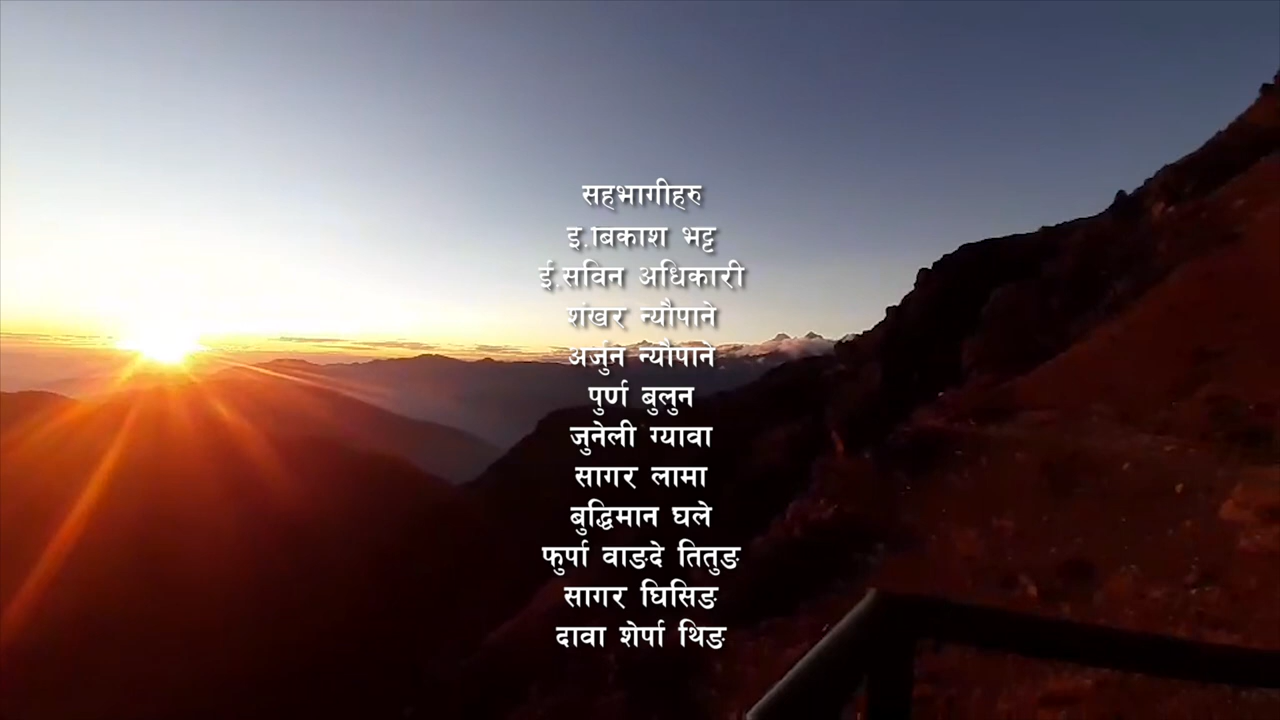 सहभागीहरु
इ.बिकाश भट्ट
ई.सविन अधिकारी
शंखर न्यौपाने
अर्जुन न्यौपाने
पुर्ण बुलुन
जुनेली ग्यावा
सागर लामा
बुद्धिमान घले
फुर्पा वाङदे तितुङ
सागर घिसिङ
दावा शेर्पा थिङ